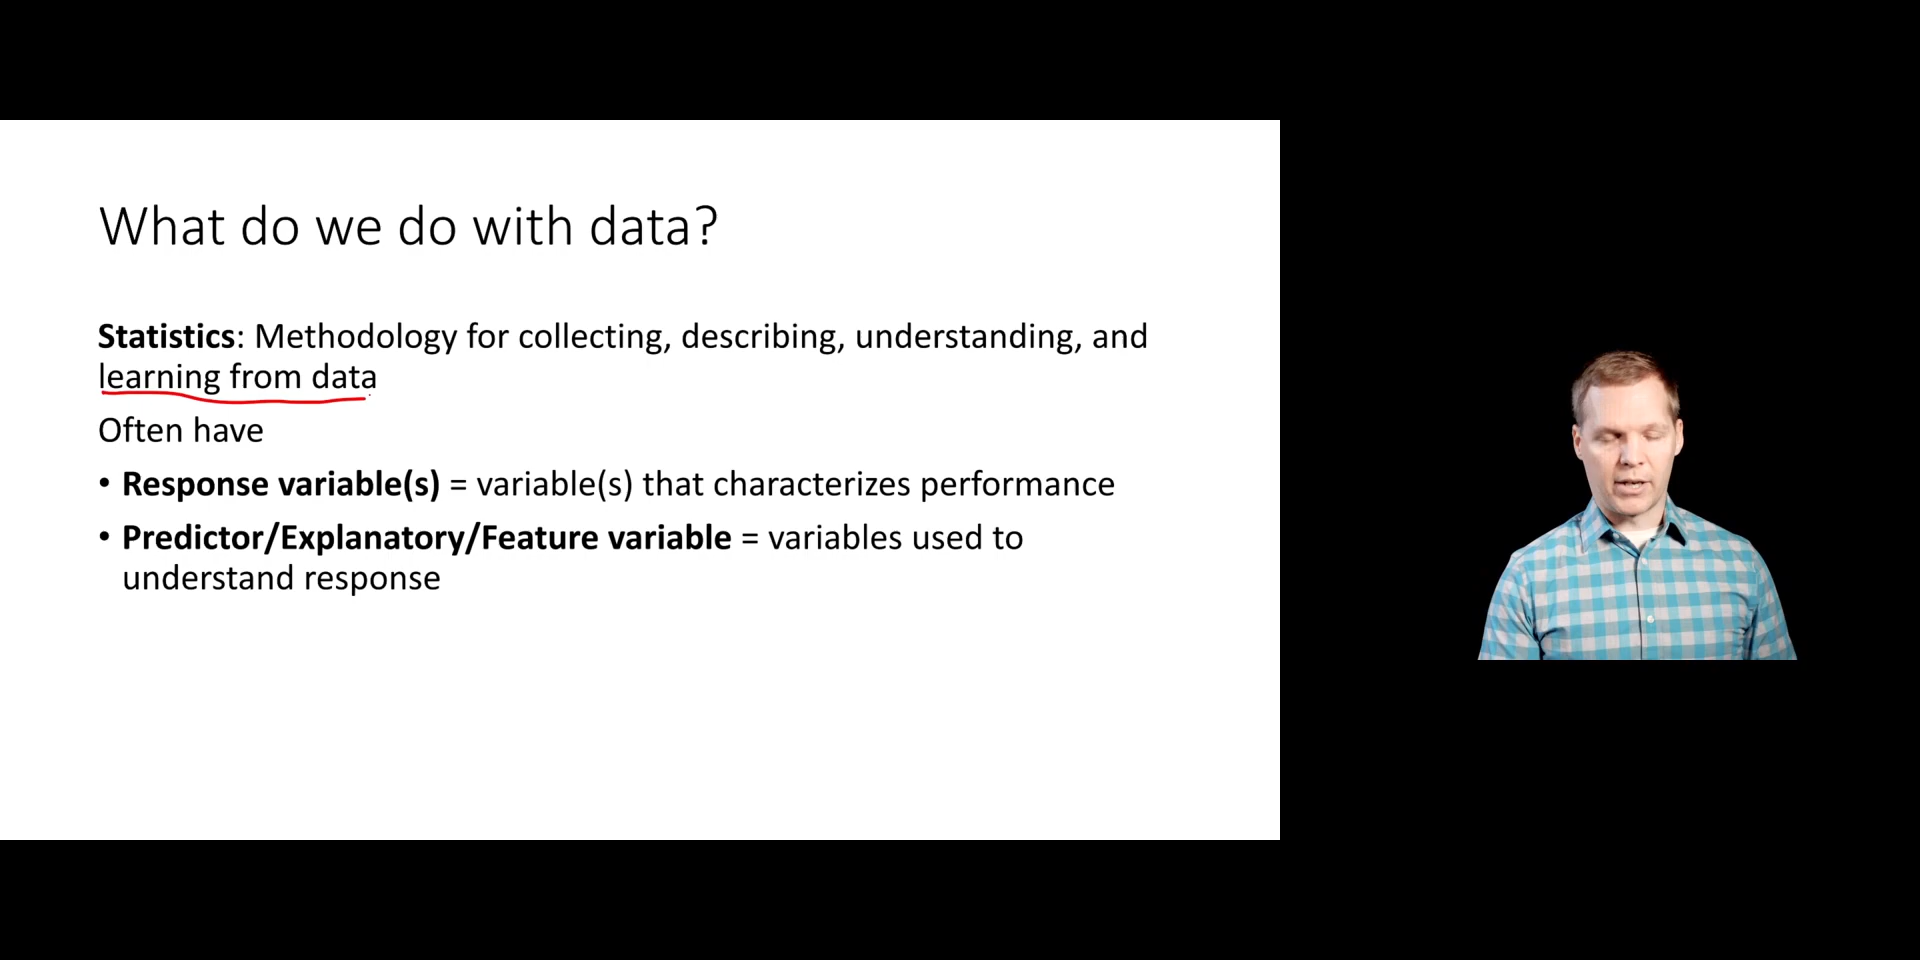 What do we do with data?
Statistics: Methodology for collecting, describing, understanding, and
learning from data
Often have
• Response variable(s) = variable(s) that characterizes performance
• Predictor/Explanatory/Feature variable = variables used to
understand response